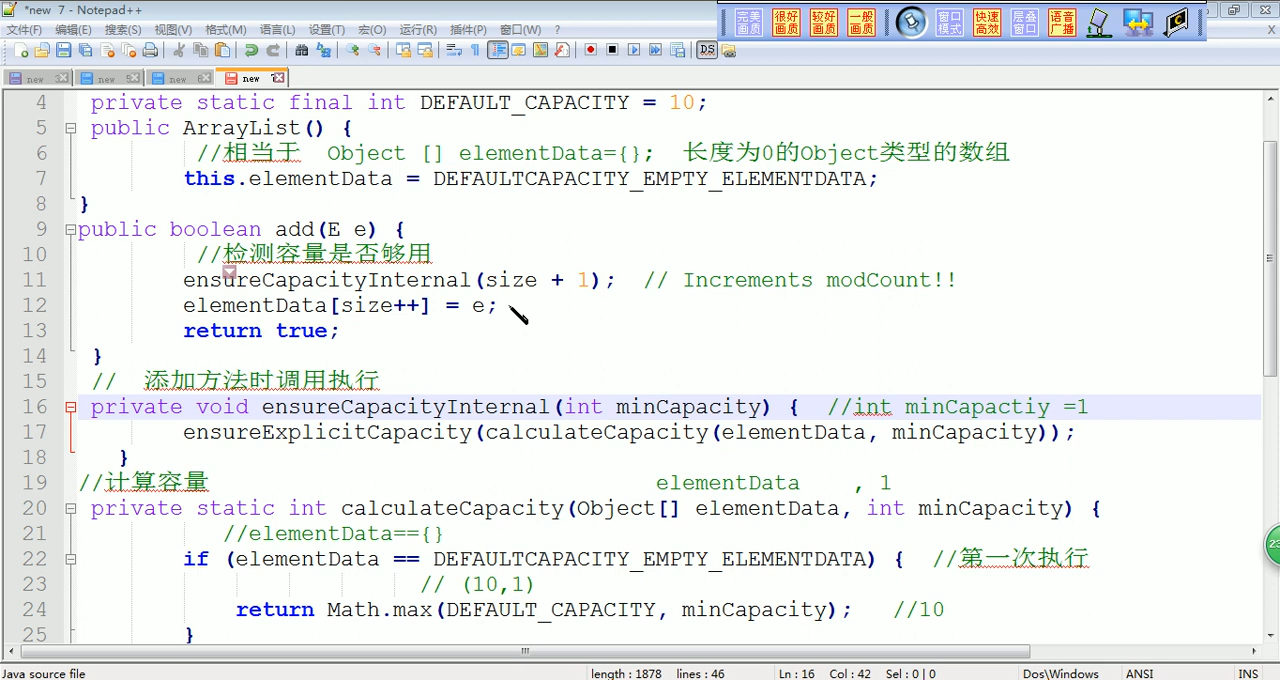 *new 7 - Notepad++
完美画质 很好画质 较好画质 一般画质 窗口模式 快速高效 层叠窗口 语音广播
文件(F) 编辑(E) 搜索(S) 视图(V) 格式(M) 语言(L) 设置(T) 宏(O) 运行(R) 插件(P) 窗口(W) ? X
DS
new 3 new 5 new 6 new 7
4 private static final int DEFAULT_CAPACITY = 10;
5 public ArrayList() {
6 //相当于 Object [] elementData={}; 长度为0的Object类型的数组
7 this.elementData = DEFAULTCAPACITY_EMPTY_ELEMENTDATA;
8 }
9 public boolean add(E e) {
10 //检测容量是否够用
11 ensureCapacityInternal(size + 1); // Increments modCount!!
12 elementData[size++] = e;
13 return true;
14 }
15 // 添加方法时调用执行
16 private void ensureCapacityInternal(int minCapacity) { //int minCapactiy =1
17 ensureExplicitCapacity(calculateCapacity(elementData, minCapacity));
18 }
19 //计算容量 elementData , 1
20 private static int calculateCapacity(Object[] elementData, int minCapacity) {
21 //elementData=={}
22 if (elementData == DEFAULTCAPACITY_EMPTY_ELEMENTDATA) { //第一次执行
23 // (10,1)
24 return Math.max(DEFAULT_CAPACITY, minCapacity); //10
25 }
Java source file length : 1878 lines : 46 Ln : 16 Col : 42 Sel : 0 | 0 Dos\Windows ANSI INS